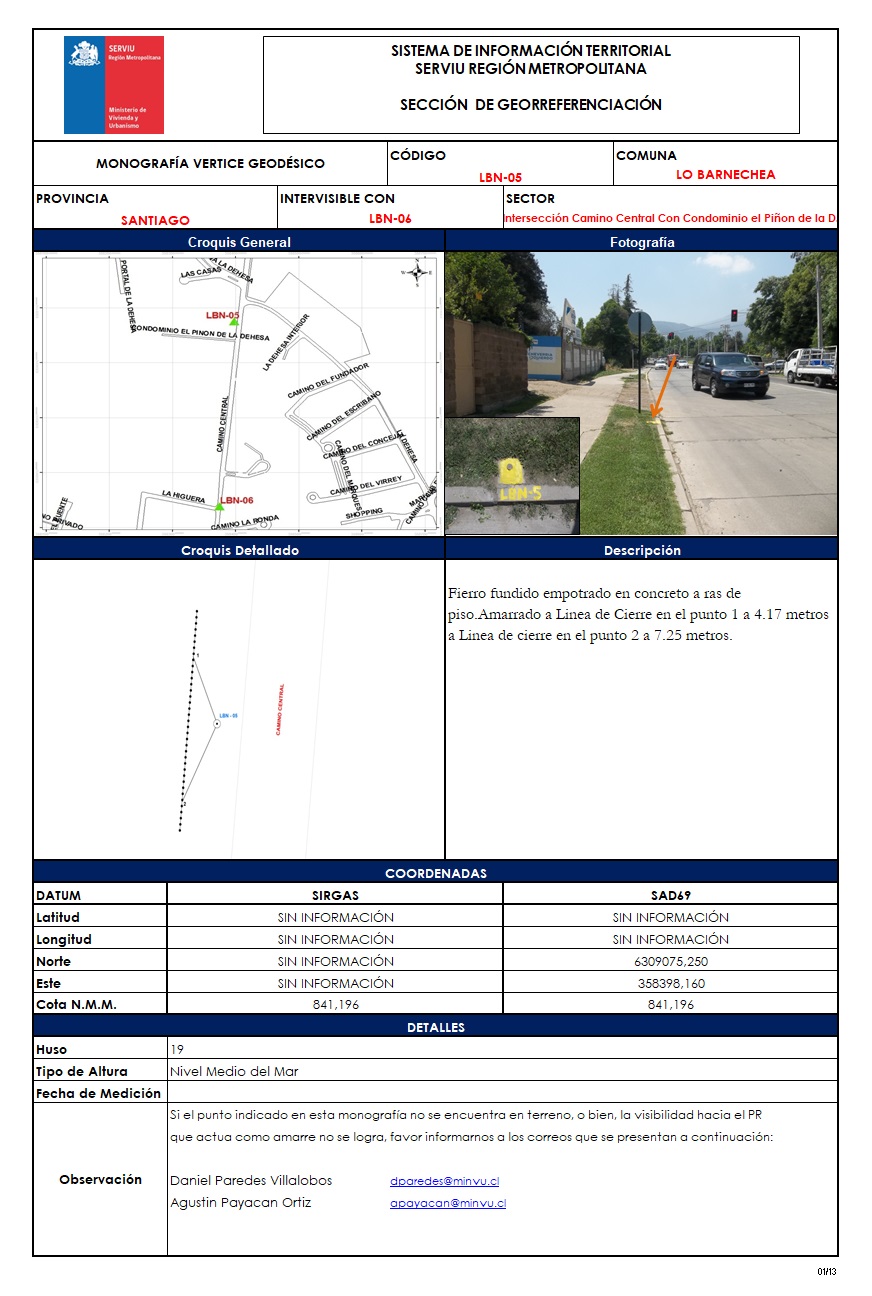 SERVIU
Región Metropolitana
Ministerio de
Vivienda y
Urbanismo
SISTEMA DE INFORMACIÓN TERRITORIAL
SERVIU REGIÓN METROPOLITANA
SECCIÓN DE GEORREFERENCIACIÓN
MONOGRAFÍA VERTICE GEODÉSICO
CÓDIGO
LBN-05
COMUNA
LO BARNECHEA
PROVINCIA
SANTIAGO
INTERVISIBLE CON
LBN-06
SECTOR
Intersección Camino Central Con Condominio el Piñon de la D
Croquis General
Fotografía
PORTAL DE LA DEHESA
LAS CASAS
A LA DEHESA
W E
S
LBN-05
CONDOMINIO EL PINON DE LA DEHESA
LA DEHESA INTERIOR
CAMINO DEL FUNDADOR
CAMINO DEL ESCRIBANO
CAMINO CENTRAL
CAMINO DEL CONCEJAL
LA DEHESA
CAMINO DEL MARQUES
CAMINO DEL VIRREY
LA HIGUERA
LBN-06
CAMINO LA RONDA
SHOPPING
LBN-5
Croquis Detallado
Descripción
1
LBN - 05
CAMINO CENTRAL
2
Fierro fundido empotrado en concreto a ras de
piso.Amarrado a Linea de Cierre en el punto 1 a 4.17 metros
a Linea de cierre en el punto 2 a 7.25 metros.
COORDENADAS
DATUM SIRGAS SAD69
Latitud SIN INFORMACIÓN SIN INFORMACIÓN
Longitud SIN INFORMACIÓN SIN INFORMACIÓN
Norte SIN INFORMACIÓN 6309075,250
Este SIN INFORMACIÓN 358398,160
Cota N.M.M. 841,196 841,196
DETALLES
Huso 19
Tipo de Altura Nivel Medio del Mar
Fecha de Medición
Observación
Si el punto indicado en esta monografía no se encuentra en terreno, o bien, la visibilidad hacia el PR
que actua como amarre no se logra, favor informarnos a los correos que se presentan a continuación:
Daniel Paredes Villalobos dparedes@minvu.cl
Agustin Payacan Ortiz apayacan@minvu.cl
01/13